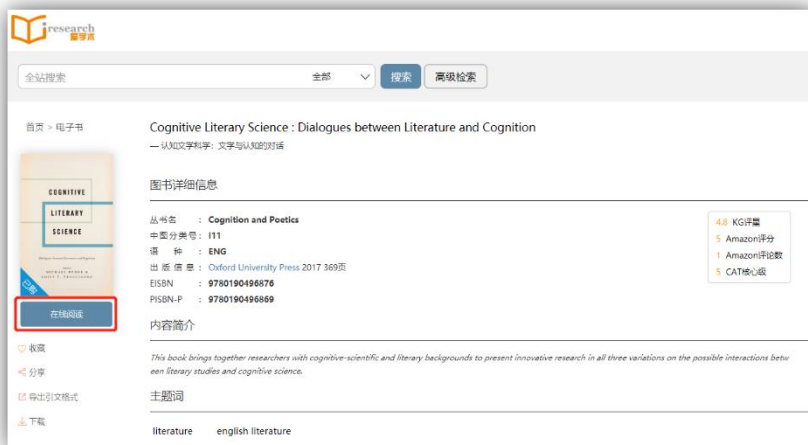 iresearch
爱学术
全站搜索 全部 搜索 高级检索
首页 > 电子书
Cognitive Literary Science : Dialogues between Literature and Cognition
— 认知文学科学：文学与认知的对话
COGNITIVE
LITERARY
SCIENCE
已购
在线阅读
收藏
分享
导出引文格式
下载
图书详细信息
丛书名 : Cognition and Poetics
中图分类号: I11
语 种 : ENG
出版信息: Oxford University Press 2017 369页
EISBN : 9780190496876
PISBN-P : 9780190496869
4.8 KG评星
5 Amazon评分
1 Amazon评论数
5 CAT核心级
内容简介
This book brings together researchers with cognitive-scientific and literary backgrounds to present innovative research in all three variations on the possible interactions betw
een literary studies and cognitive science.
主题词
literature english literature